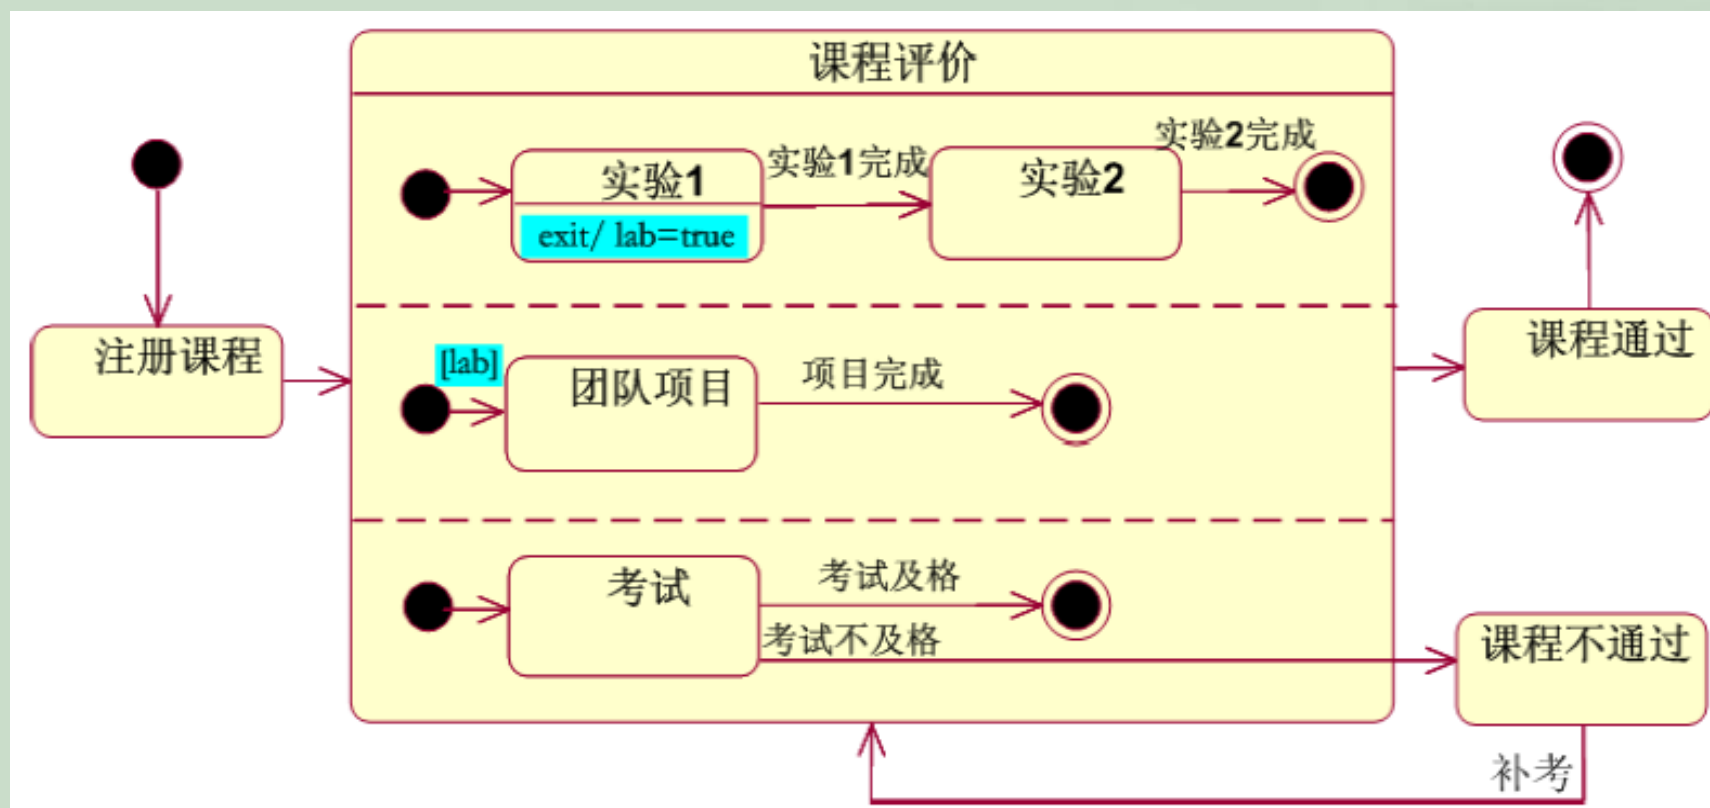 课程评价
实验1
exit/ lab=true
实验1完成
实验2
实验2完成
注册课程
[lab]
团队项目
项目完成
课程通过
考试
考试及格
考试不及格
课程不通过
补考